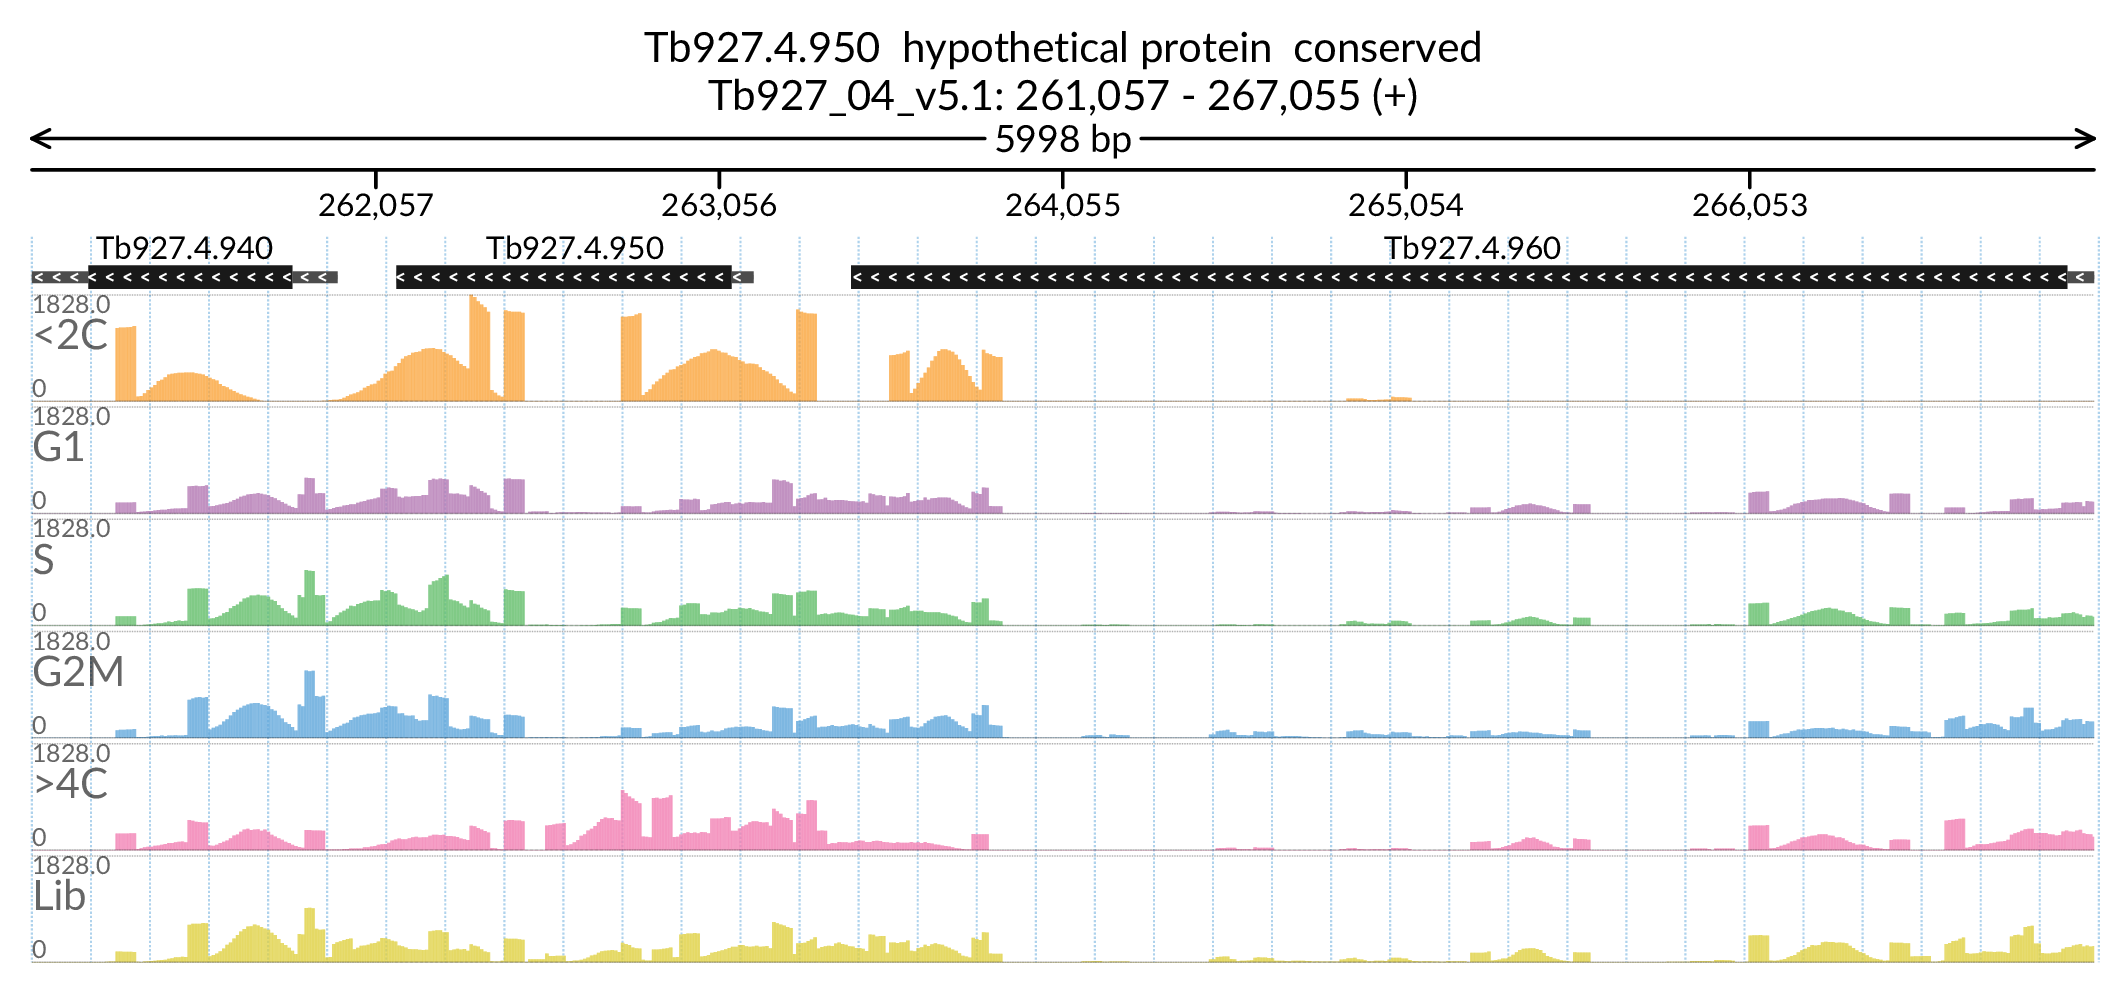 Tb927.4.950  hypothetical protein  conserved
Tb927_04_v5.1: 261,057 - 267,055 (+)
5998 bp
262,057 263,056 264,055 265,054 266,053
Tb927.4.940 Tb927.4.950 Tb927.4.960
1828.0
<2C
0
1828.0
G1
0
1828.0
S
0
1828.0
G2M
0
1828.0
>4C
0
1828.0
Lib
0